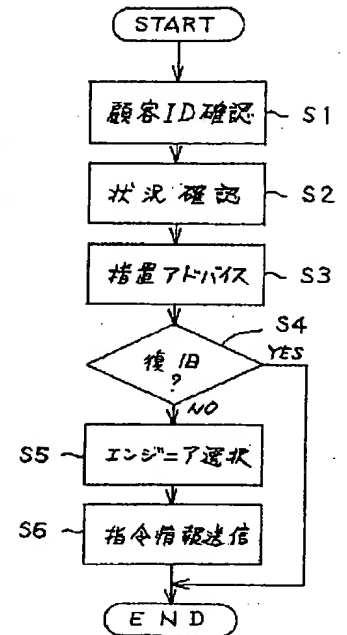 START
顧客ID確認
S1
状況確認
S2
措置アドバイス
S3
S4
復旧
?
YES
NO
S5
エンジニア選択
S6
指令情報送信
END